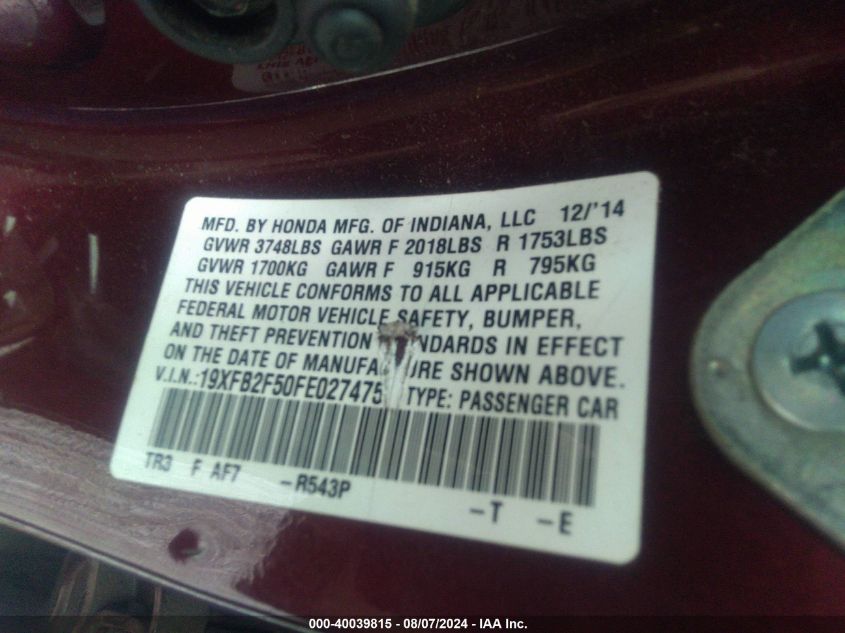 MFD. BY HONDA MFG. OF INDIANA, LLC 12/'14
GVWR 3748LBS GAWR F 2018LBS R 1753LBS
GVWR 1700KG GAWR F 915KG R 795KG
THIS VEHICLE CONFORMS TO ALL APPLICABLE
FEDERAL MOTOR VEHICLE SAFETY, BUMPER,
AND THEFT PREVENTION NDARDS IN EFFECT
ON THE DATE OF MANUFA URE SHOWN ABOVE.
V.I.N.: TYPE: PASSENGER CAR
TR3 F AF7 -R543P -T -E
000-40039815 - 08/07/2024 - IAA Inc.